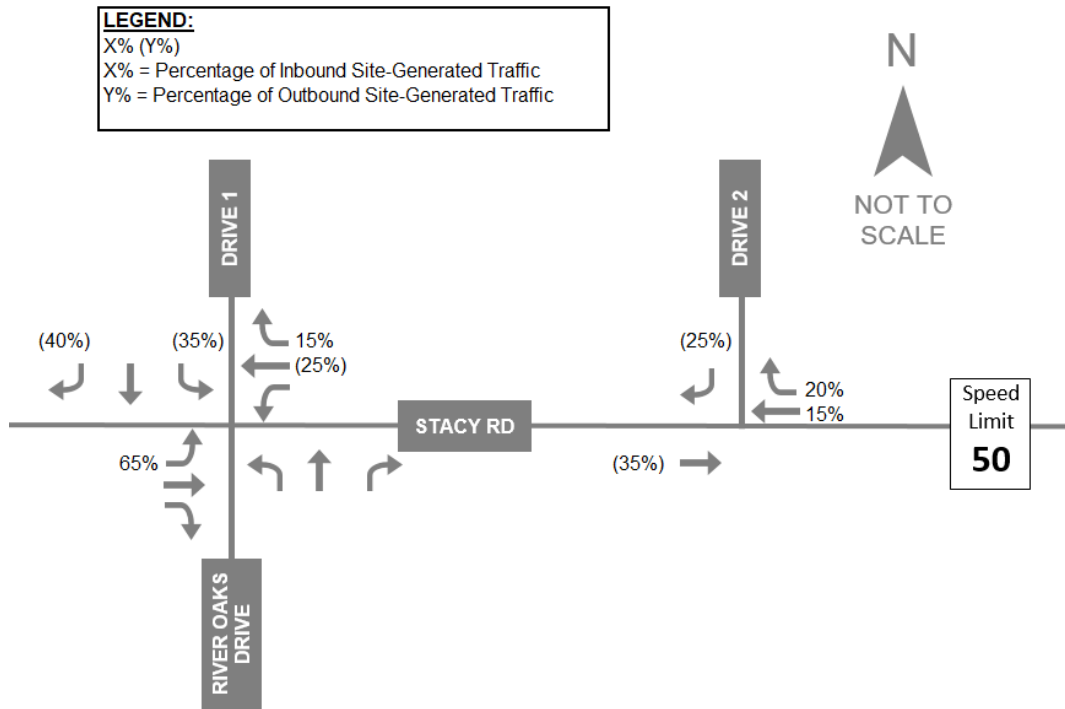 LEGEND:
X% (Y%)
X% = Percentage of Inbound Site-Generated Traffic
Y% = Percentage of Outbound Site-Generated Traffic
N
NOT TO
SCALE
DRIVE 1
DRIVE 2
(40%)
(35%)
15%
(25%)
(25%)
20%
15%
STACY RD
Speed
Limit
50
65%
(35%)
RIVER OAKS
DRIVE